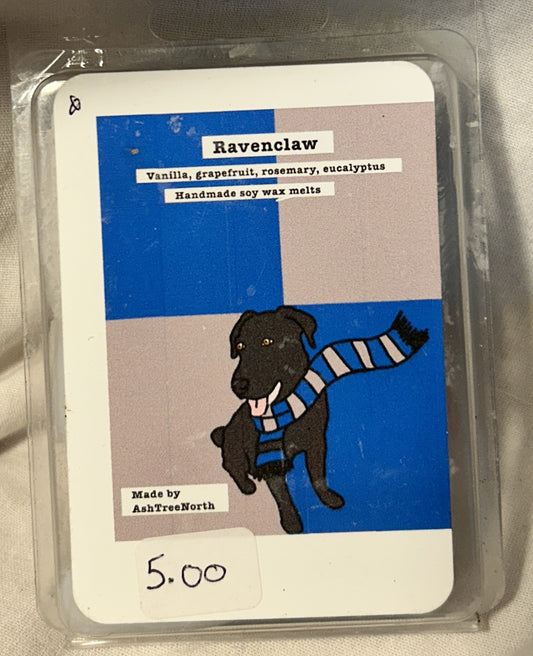 Ravenclaw
Vanilla, grapefruit, rosemary, eucalyptus
Handmade soy wax melts
Made by
AshTreeNorth
5.00